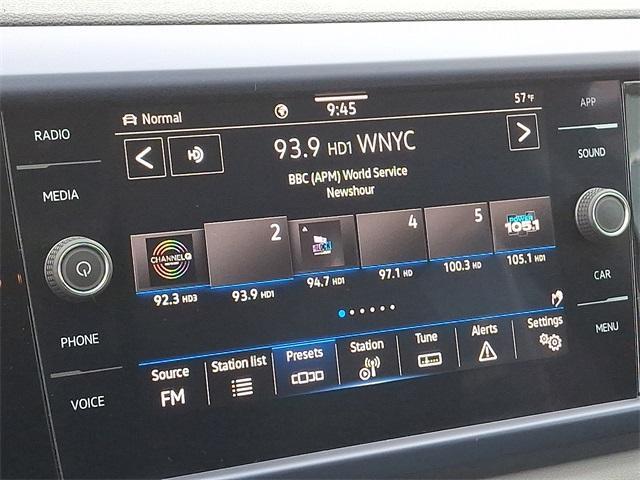 RADIO
MEDIA
PHONE
VOICE
Normal
9:45
57°F
93.9 HD1 WNYC
BBC (APM) World Service
Newshour
CHANNEL Q
2
4
5
POWER
105.1
92.3 HD3
93.9 HD1
94.7 HD1
97.1 HD
100.3 HD
105.1 HD1
Source
FM
Station list
Presets
Station
Tune
Alerts
Settings
APP
SOUND
CAR
MENU